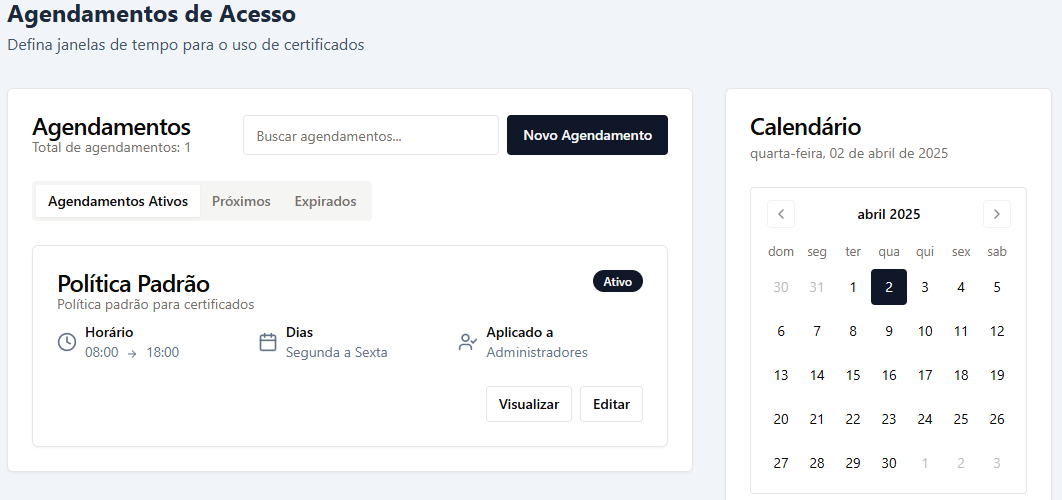 Agendamentos de Acesso
Defina janelas de tempo para o uso de certificados
Agendamentos
Total de agendamentos: 1
Buscar agendamentos...
Novo Agendamento
Agendamentos Ativos Próximos Expirados
Política Padrão
Política padrão para certificados
Ativo
Horário
08:00 → 18:00
Dias
Segunda a Sexta
Aplicado a
Administradores
Visualizar Editar
Calendário
quarta-feira, 02 de abril de 2025
abril 2025
dom seg ter qua qui sex sab
30 31 1 2 3 4 5
6 7 8 9 10 11 12
13 14 15 16 17 18 19
20 21 22 23 24 25 26
27 28 29 30 1 2 3